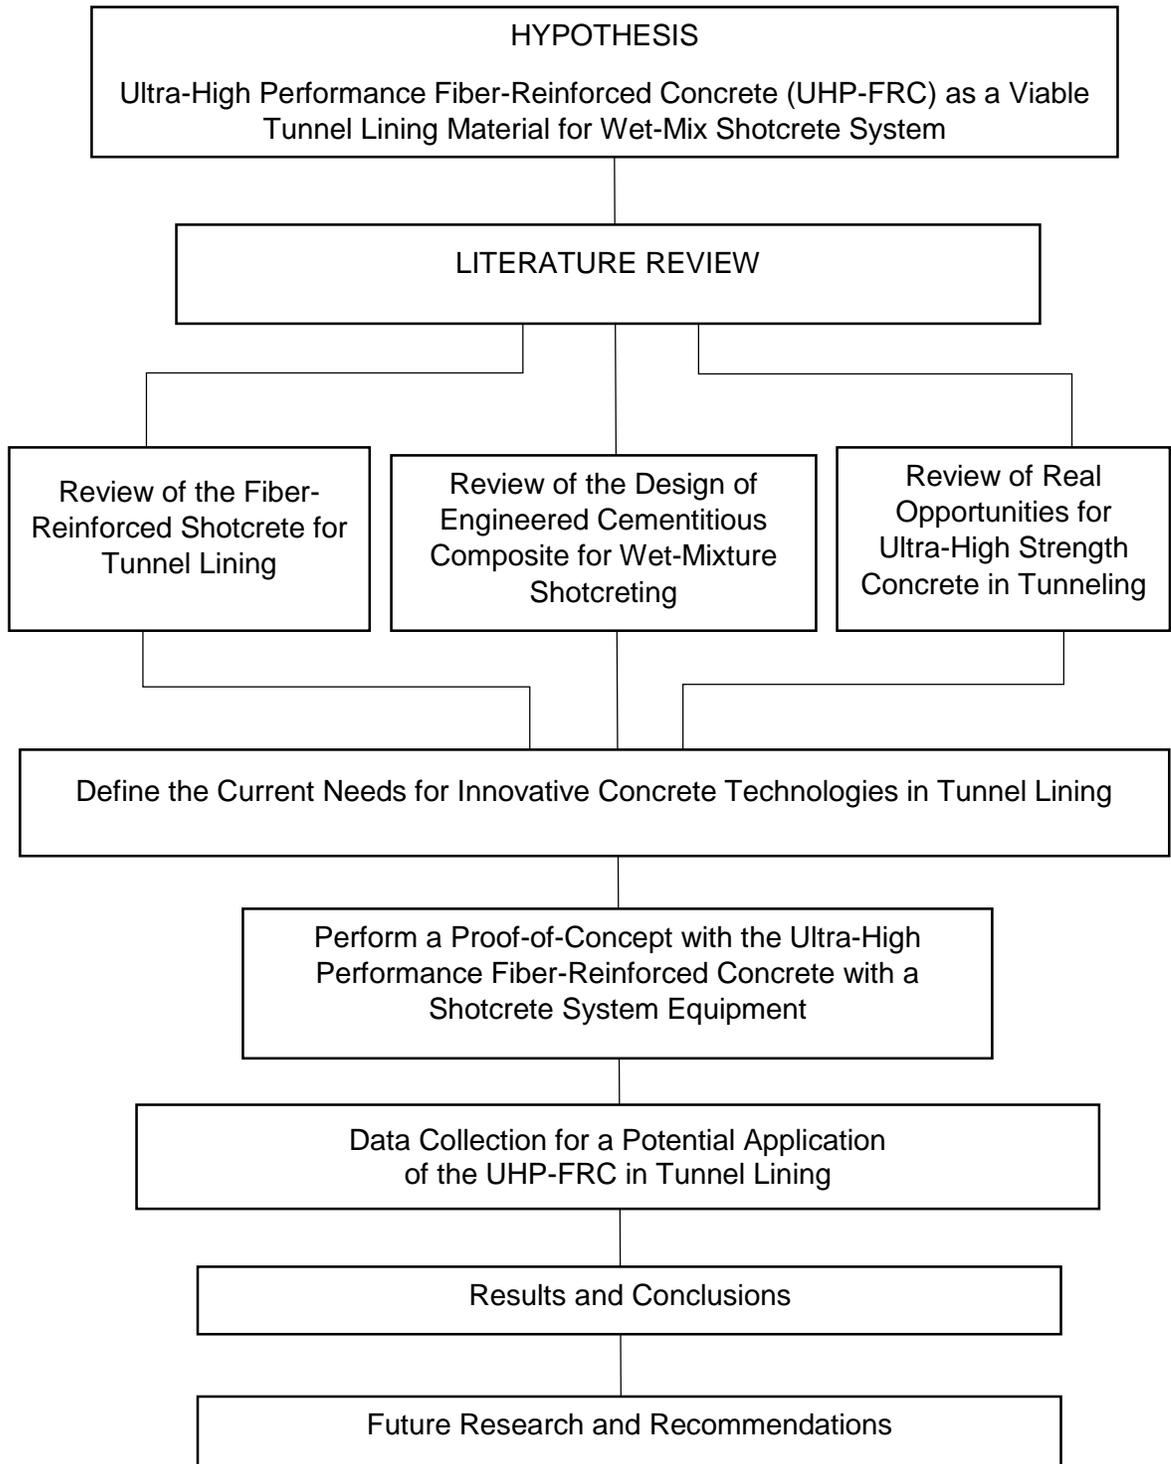 HYPOTHESIS
Ultra-High Performance Fiber-Reinforced Concrete (UHP-FRC) as a Viable
Tunnel Lining Material for Wet-Mix Shotcrete System
LITERATURE REVIEW
Review of the Fiber-
Reinforced Shotcrete for
Tunnel Lining
Review of the Design of
Engineered Cementitious
Composite for Wet-Mixture
Shotcreting
Review of Real
Opportunities for
Ultra-High Strength
Concrete in Tunneling
Define the Current Needs for Innovative Concrete Technologies in Tunnel Lining
Perform a Proof-of-Concept with the Ultra-High
Performance Fiber-Reinforced Concrete with a
Shotcrete System Equipment
Data Collection for a Potential Application
of the UHP-FRC in Tunnel Lining
Results and Conclusions
Future Research and Recommendations